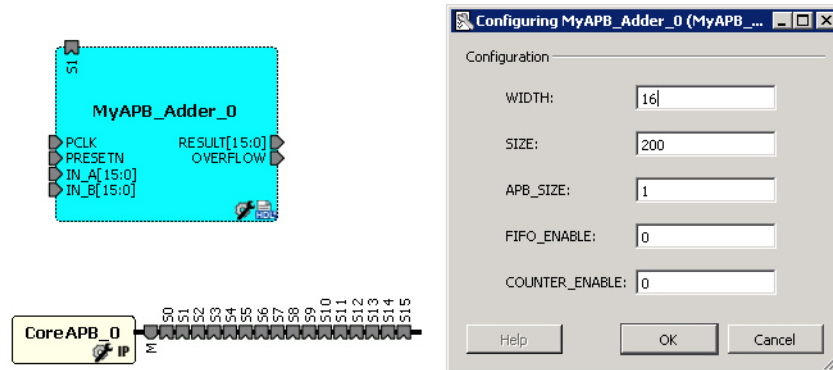 S1
MyAPB_Adder_0
PCLK
PRESETN
IN_A[15:0]
IN_B[15:0]
RESULT[15:0]
OVERFLOW
HDL
CoreAPB_0
IP
M
S0
S1
S2
S3
S4
S5
S6
S7
S8
S9
S10
S11
S12
S13
S14
S15
Configuring MyAPB_Adder_0 (MyAPB_...
Configuration
WIDTH: 16
SIZE: 200
APB_SIZE: 1
FIFO_ENABLE: 0
COUNTER_ENABLE: 0
Help OK Cancel